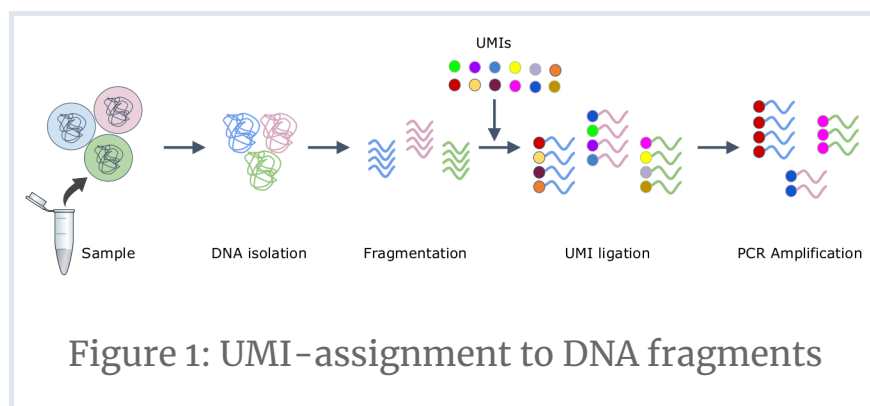 UMIs
Sample
DNA isolation
Fragmentation
UMI ligation
PCR Amplification
Figure 1: UMI-assignment to DNA fragments